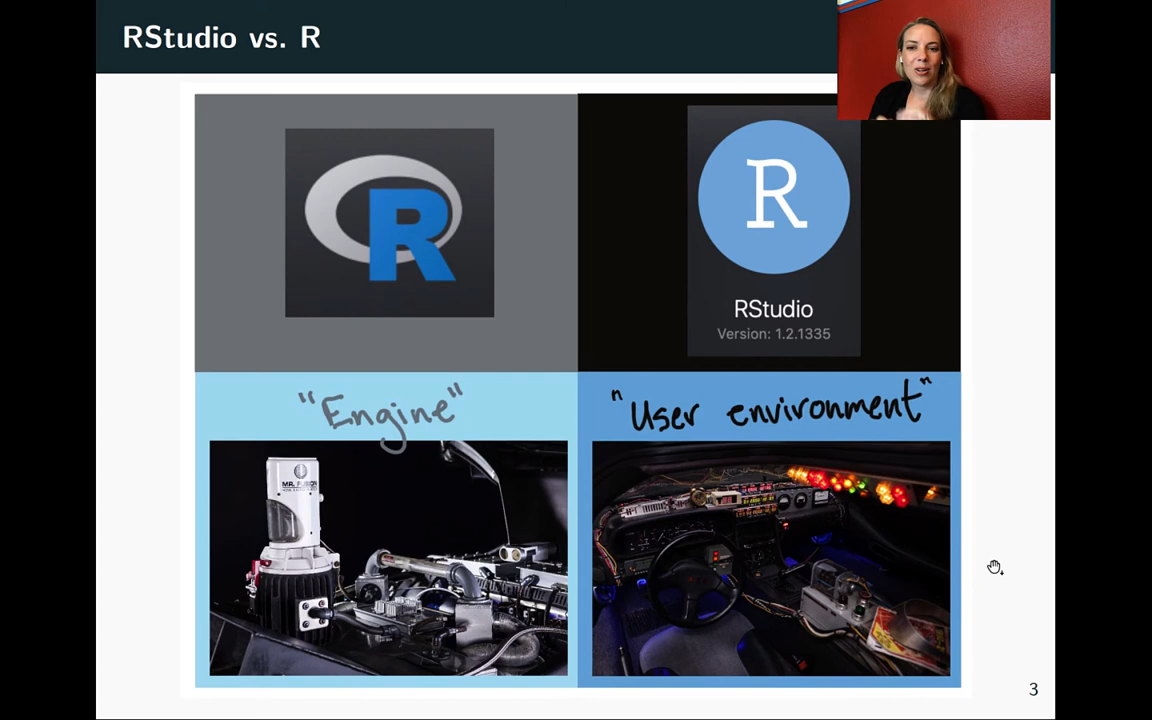 RStudio vs. R
R
R
RStudio
Version: 1.2.1335
"Engine"
"User environment"
MR. FUSION
3